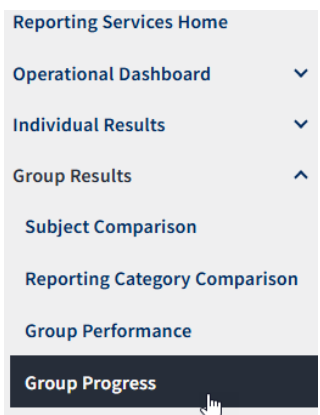 Reporting Services Home
Operational Dashboard
Individual Results
Group Results
Subject Comparison
Reporting Category Comparison
Group Performance
Group Progress